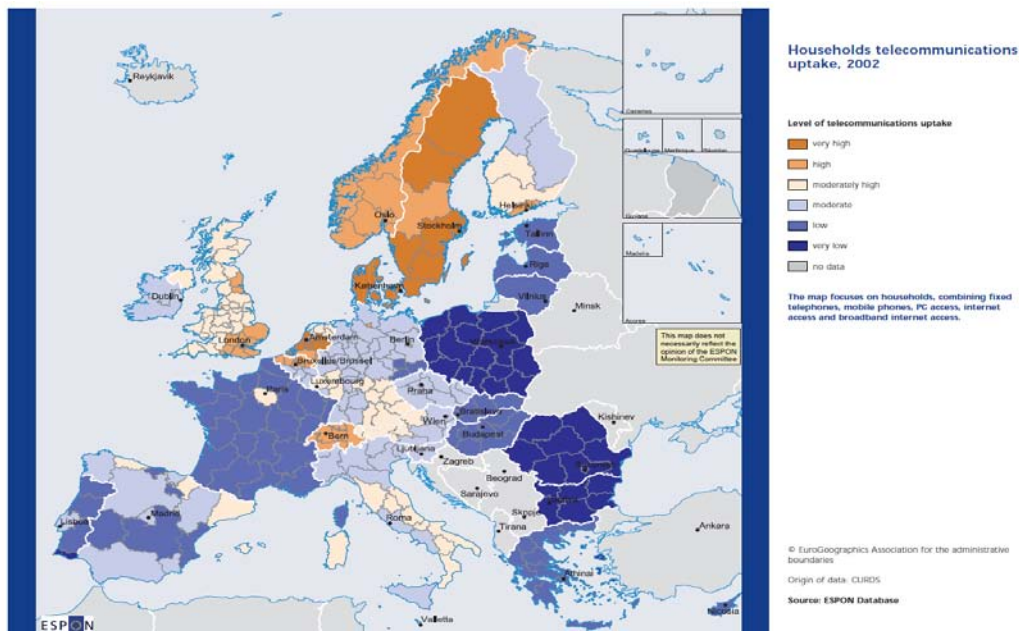 Reykjavik
Canarias
Guadeloupe
Martinique
Réunion
Guyane
Madeira
Acores
Oslo
Helsinki
Stockholm
Tallinn
Riga
København
Vilnius
Minsk
Dublin
London
Amsterdam
Berlin
Bruxelles/Brussel
Luxembourg
Paris
Praha
Wien
Bratislava
Budapest
Bern
Ljubljana
Zagreb
Kishinev
Beograd
Sarajevo
Skopje
Tirana
Roma
Madrid
Lisboa
Ankara
Athinai
Nicosia
Valletta
This map does not
necessarily reflect the
opinion of the ESPON
Monitoring Committee
ESPON
Households telecommunications
uptake, 2002
Level of telecommunications uptake
very high
high
moderately high
moderate
low
very low
no data
The map focuses on households, combining fixed
telephones, mobile phones, PC access, internet
access and broadband internet access.
© EuroGeographics Association for the administrative
boundaries
Origin of data: CURDS
Source: ESPON Database